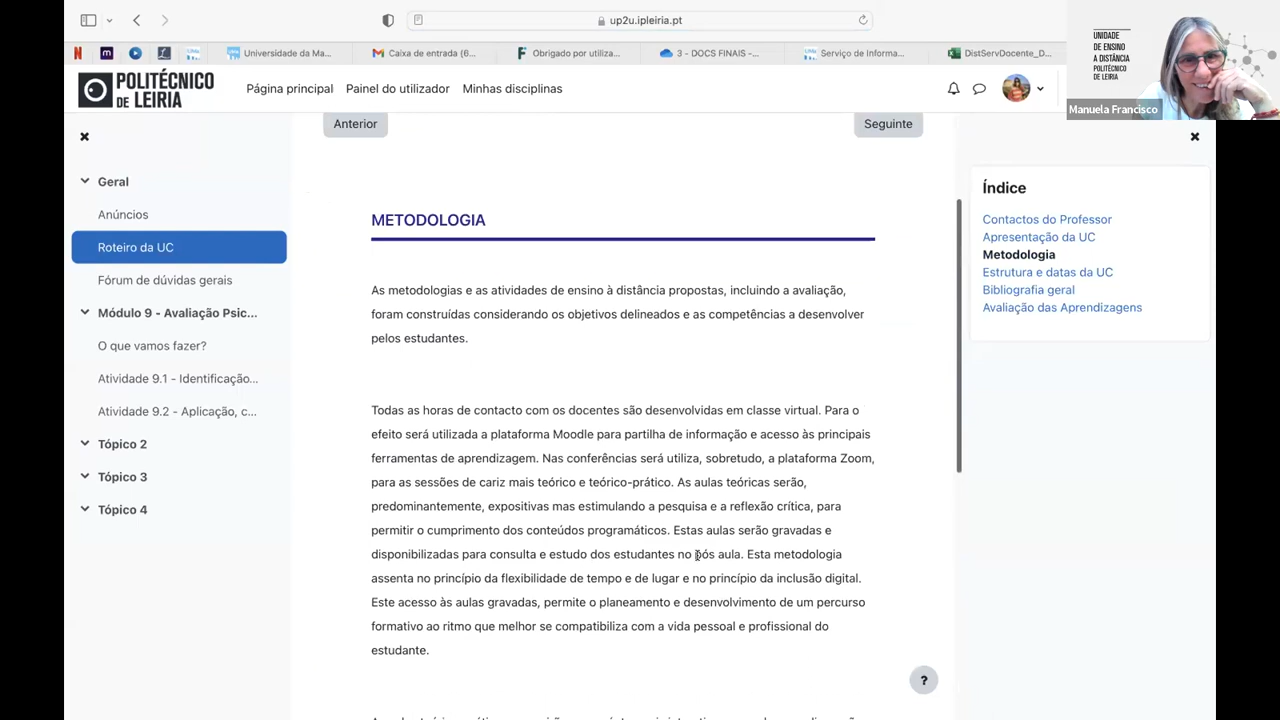 up2u.ipleiria.pt
Universidade da Ma...
Caixa de entrada (6...
Obrigado por utiliza...
3 - DOCS FINAIS -...
Serviço de Informa...
DistServDocente_D...
UNIDADE
DE ENSINO
A DISTÂNCIA
POLITÉCNICO
DE LEIRIA
Manuela Francisco
POLITÉCNICO
DE LEIRIA
Página principal
Painel do utilizador
Minhas disciplinas
Anterior
Seguinte
Geral
Anúncios
Roteiro da UC
Fórum de dúvidas gerais
Módulo 9 - Avaliação Psic...
O que vamos fazer?
Atividade 9.1 - Identificação...
Atividade 9.2 - Aplicação, c...
Tópico 2
Tópico 3
Tópico 4
METODOLOGIA
As metodologias e as atividades de ensino à distância propostas, incluindo a avaliação,
foram construídas considerando os objetivos delineados e as competências a desenvolver
pelos estudantes.
Todas as horas de contacto com os docentes são desenvolvidas em classe virtual. Para o
efeito será utilizada a plataforma Moodle para partilha de informação e acesso às principais
ferramentas de aprendizagem. Nas conferências será utiliza, sobretudo, a plataforma Zoom,
para as sessões de cariz mais teórico e teórico-prático. As aulas teóricas serão,
predominantemente, expositivas mas estimulando a pesquisa e a reflexão crítica, para
permitir o cumprimento dos conteúdos programáticos. Estas aulas serão gravadas e
disponibilizadas para consulta e estudo dos estudantes no pós aula. Esta metodologia
assenta no princípio da flexibilidade de tempo e de lugar e no princípio da inclusão digital.
Este acesso às aulas gravadas, permite o planeamento e desenvolvimento de um percurso
formativo ao ritmo que melhor se compatibiliza com a vida pessoal e profissional do
estudante.
Índice
Contactos do Professor
Apresentação da UC
Metodologia
Estrutura e datas da UC
Bibliografia geral
Avaliação das Aprendizagens
?